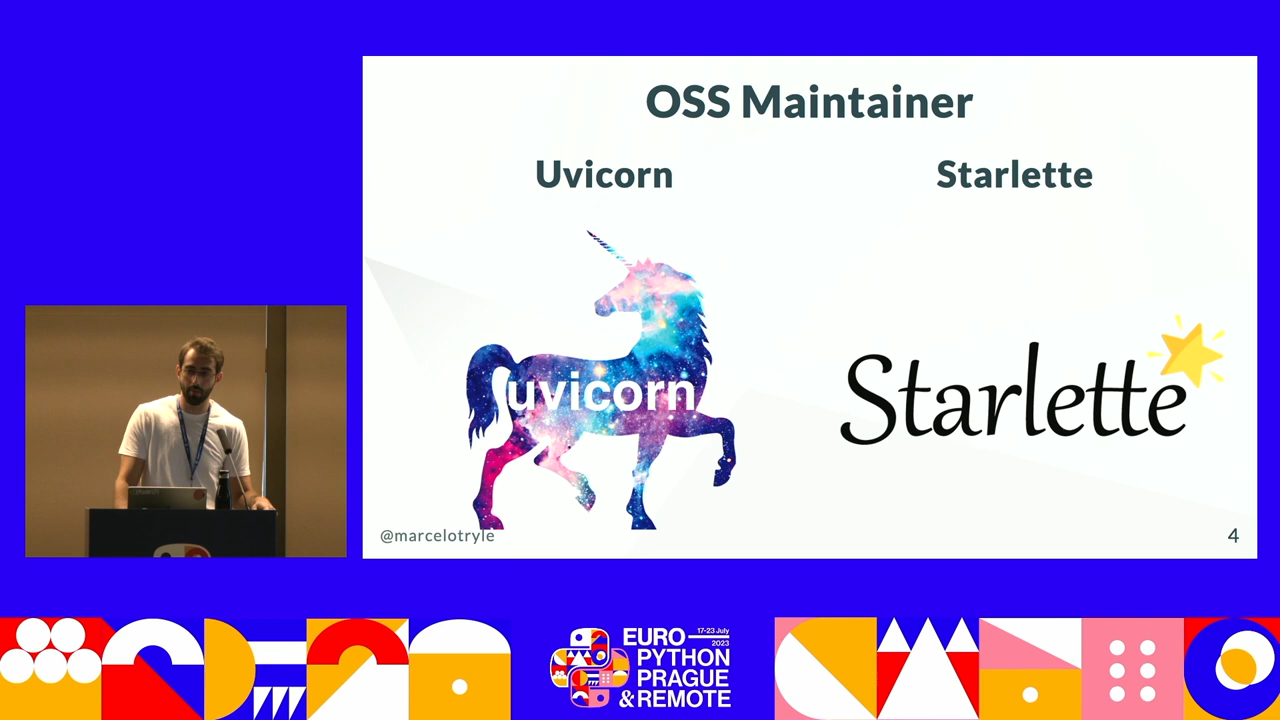 OSS Maintainer
Uvicorn
Starlette
uvicorn
Starlette
@marcelotryle
4
EURO
17-23 July
2023
PYTHON
PRAGUE
& REMOTE